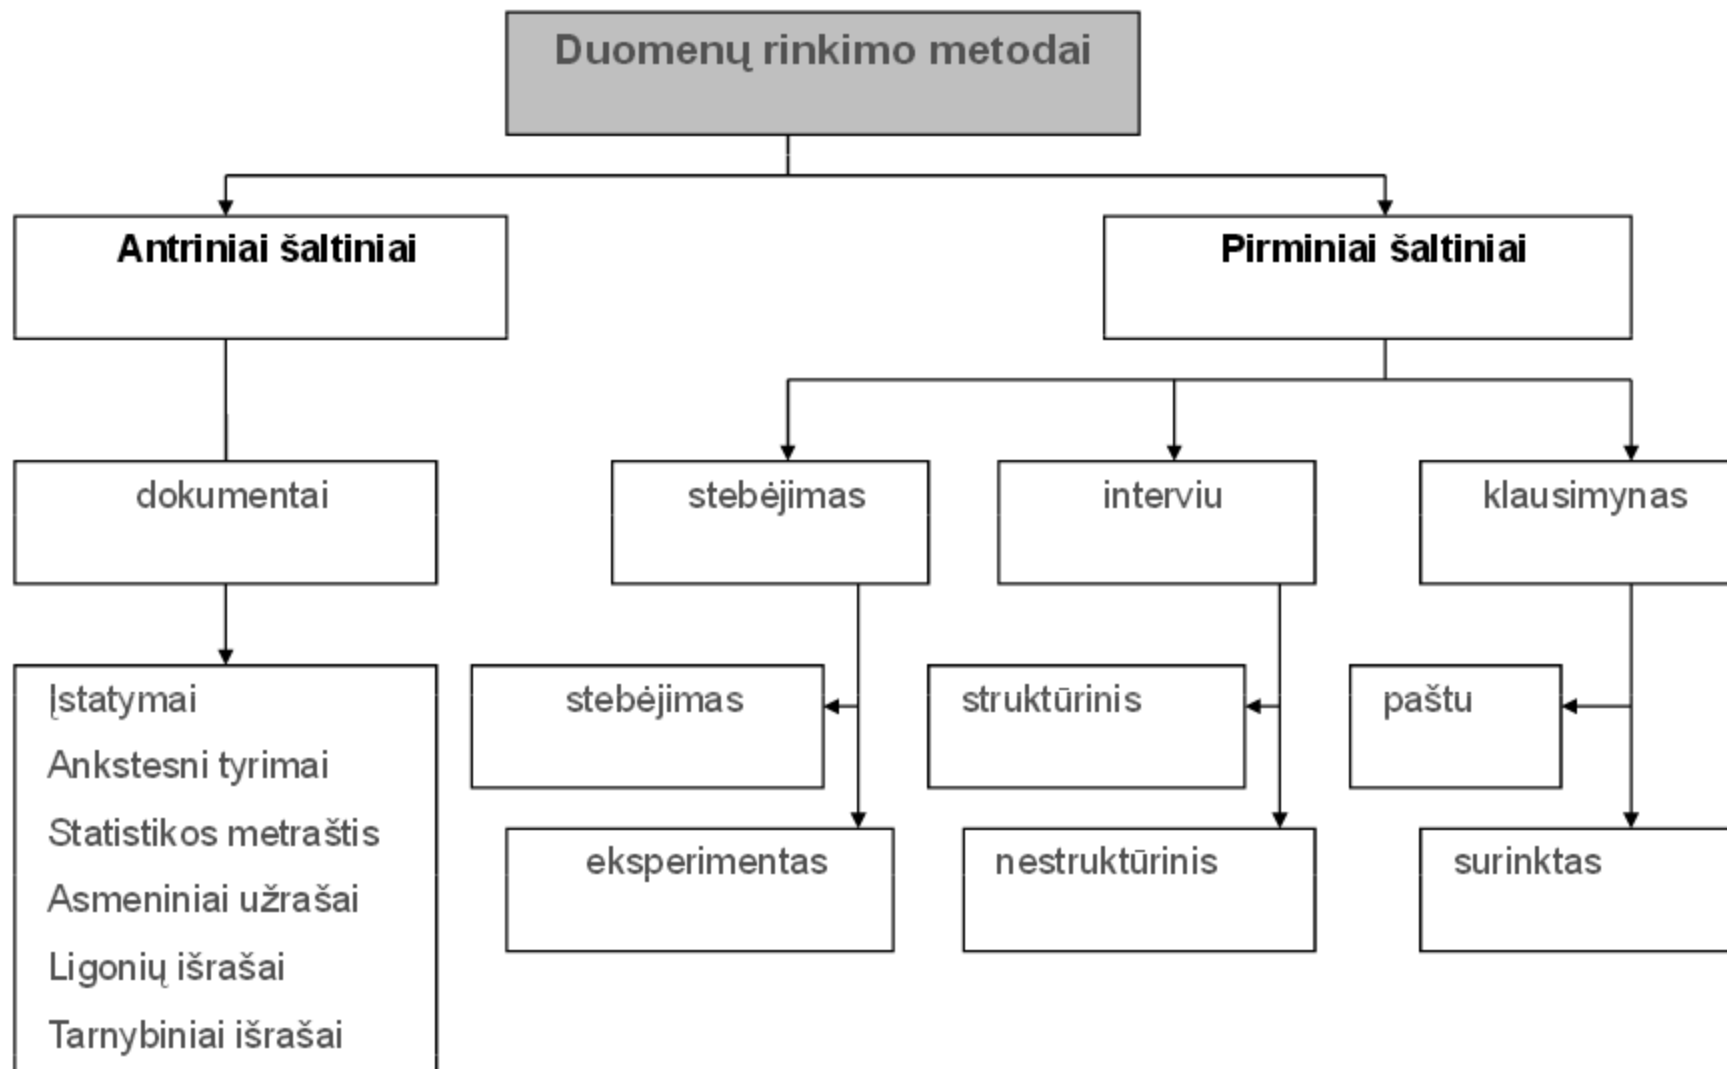 Duomenų rinkimo metodai
Antriniai šaltiniai
Pirminiai šaltiniai
dokumentai
stebėjimas
interviu
klausimynas
Įstatymai
Ankstesni tyrimai
Statistikos metraštis
Asmeniniai užrašai
Ligonių išrašai
Tarnybiniai išrašai
stebėjimas
struktūrinis
paštu
eksperimentas
nestruktūrinis
surinktas